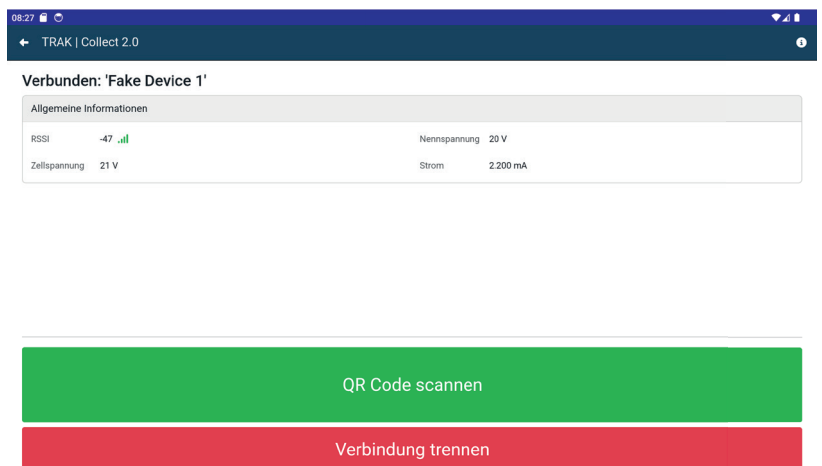 08:27
TRAK | Collect 2.0
Verbunden: 'Fake Device 1'
Allgemeine Informationen
RSSI -47 Nennspannung 20 V
Zellspannung 21 V Strom 2.200 mA
QR Code scannen
Verbindung trennen